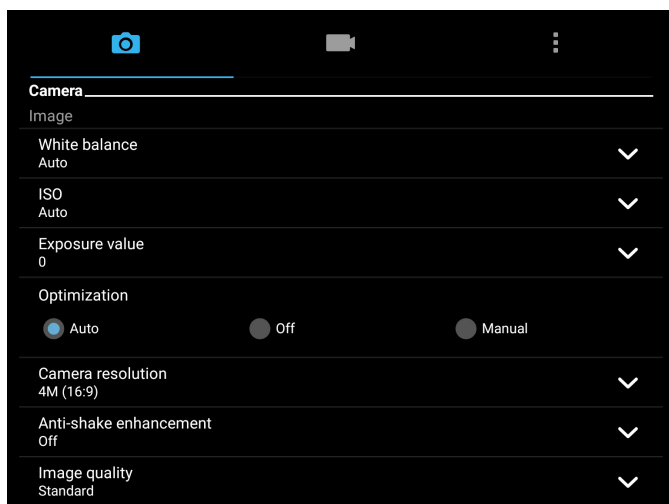 Camera
Image
White balance
Auto
ISO
Auto
Exposure value
0
Optimization
Auto Off Manual
Camera resolution
4M (16:9)
Anti-shake enhancement
Off
Image quality
Standard